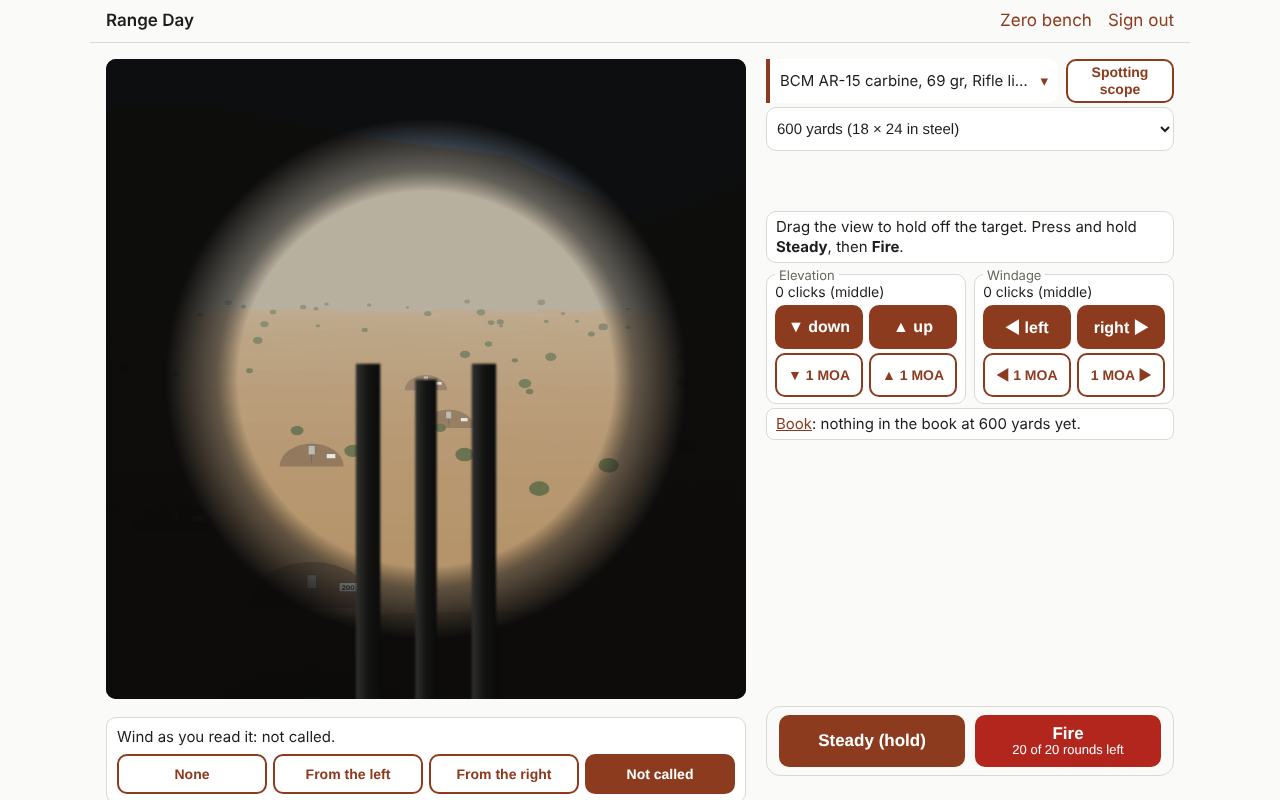 Range Day
Zero bench
Sign out
BCM AR-15 carbine, 69 gr, Rifle li... ▼
Spotting
scope
600 yards (18 × 24 in steel)
Drag the view to hold off the target. Press and hold
Steady, then Fire.
Elevation
0 clicks (middle)
▼ down
▲ up
▼ 1 MOA
▲ 1 MOA
Windage
0 clicks (middle)
◀ left
right ▶
◀ 1 MOA
1 MOA ▶
Book: nothing in the book at 600 yards yet.
200
Wind as you read it: not called.
None
From the left
From the right
Not called
Steady (hold)
Fire
20 of 20 rounds left